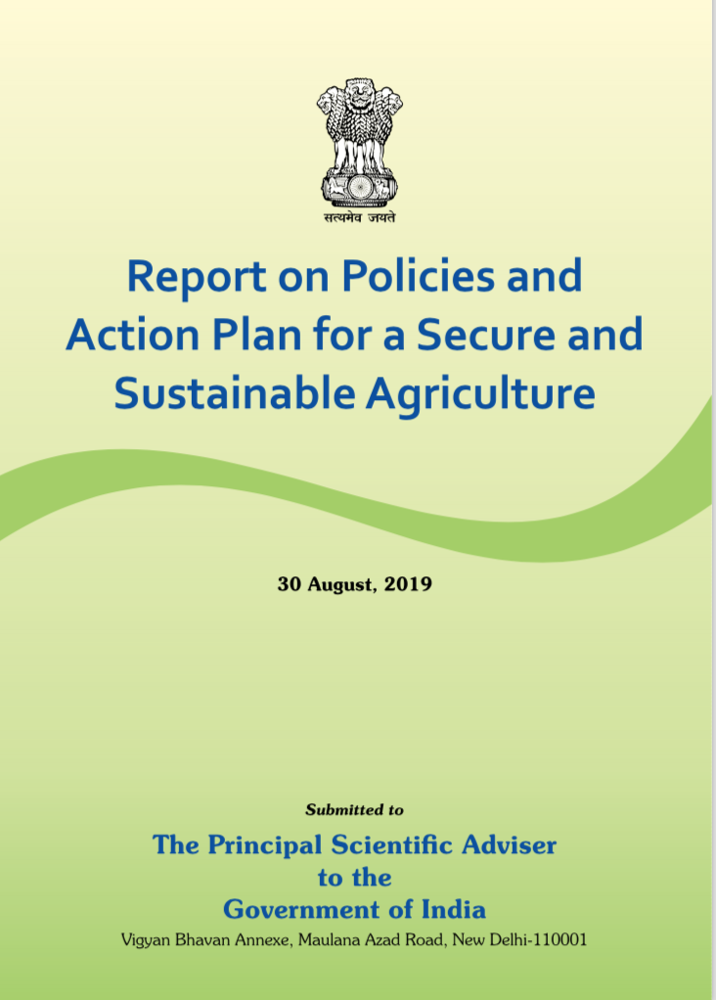 सत्यमेव जयते
Report on Policies and
Action Plan for a Secure and
Sustainable Agriculture
30 August, 2019
Submitted to
The Principal Scientific Adviser
to the
Government of India
Vigyan Bhavan Annexe, Maulana Azad Road, New Delhi-110001